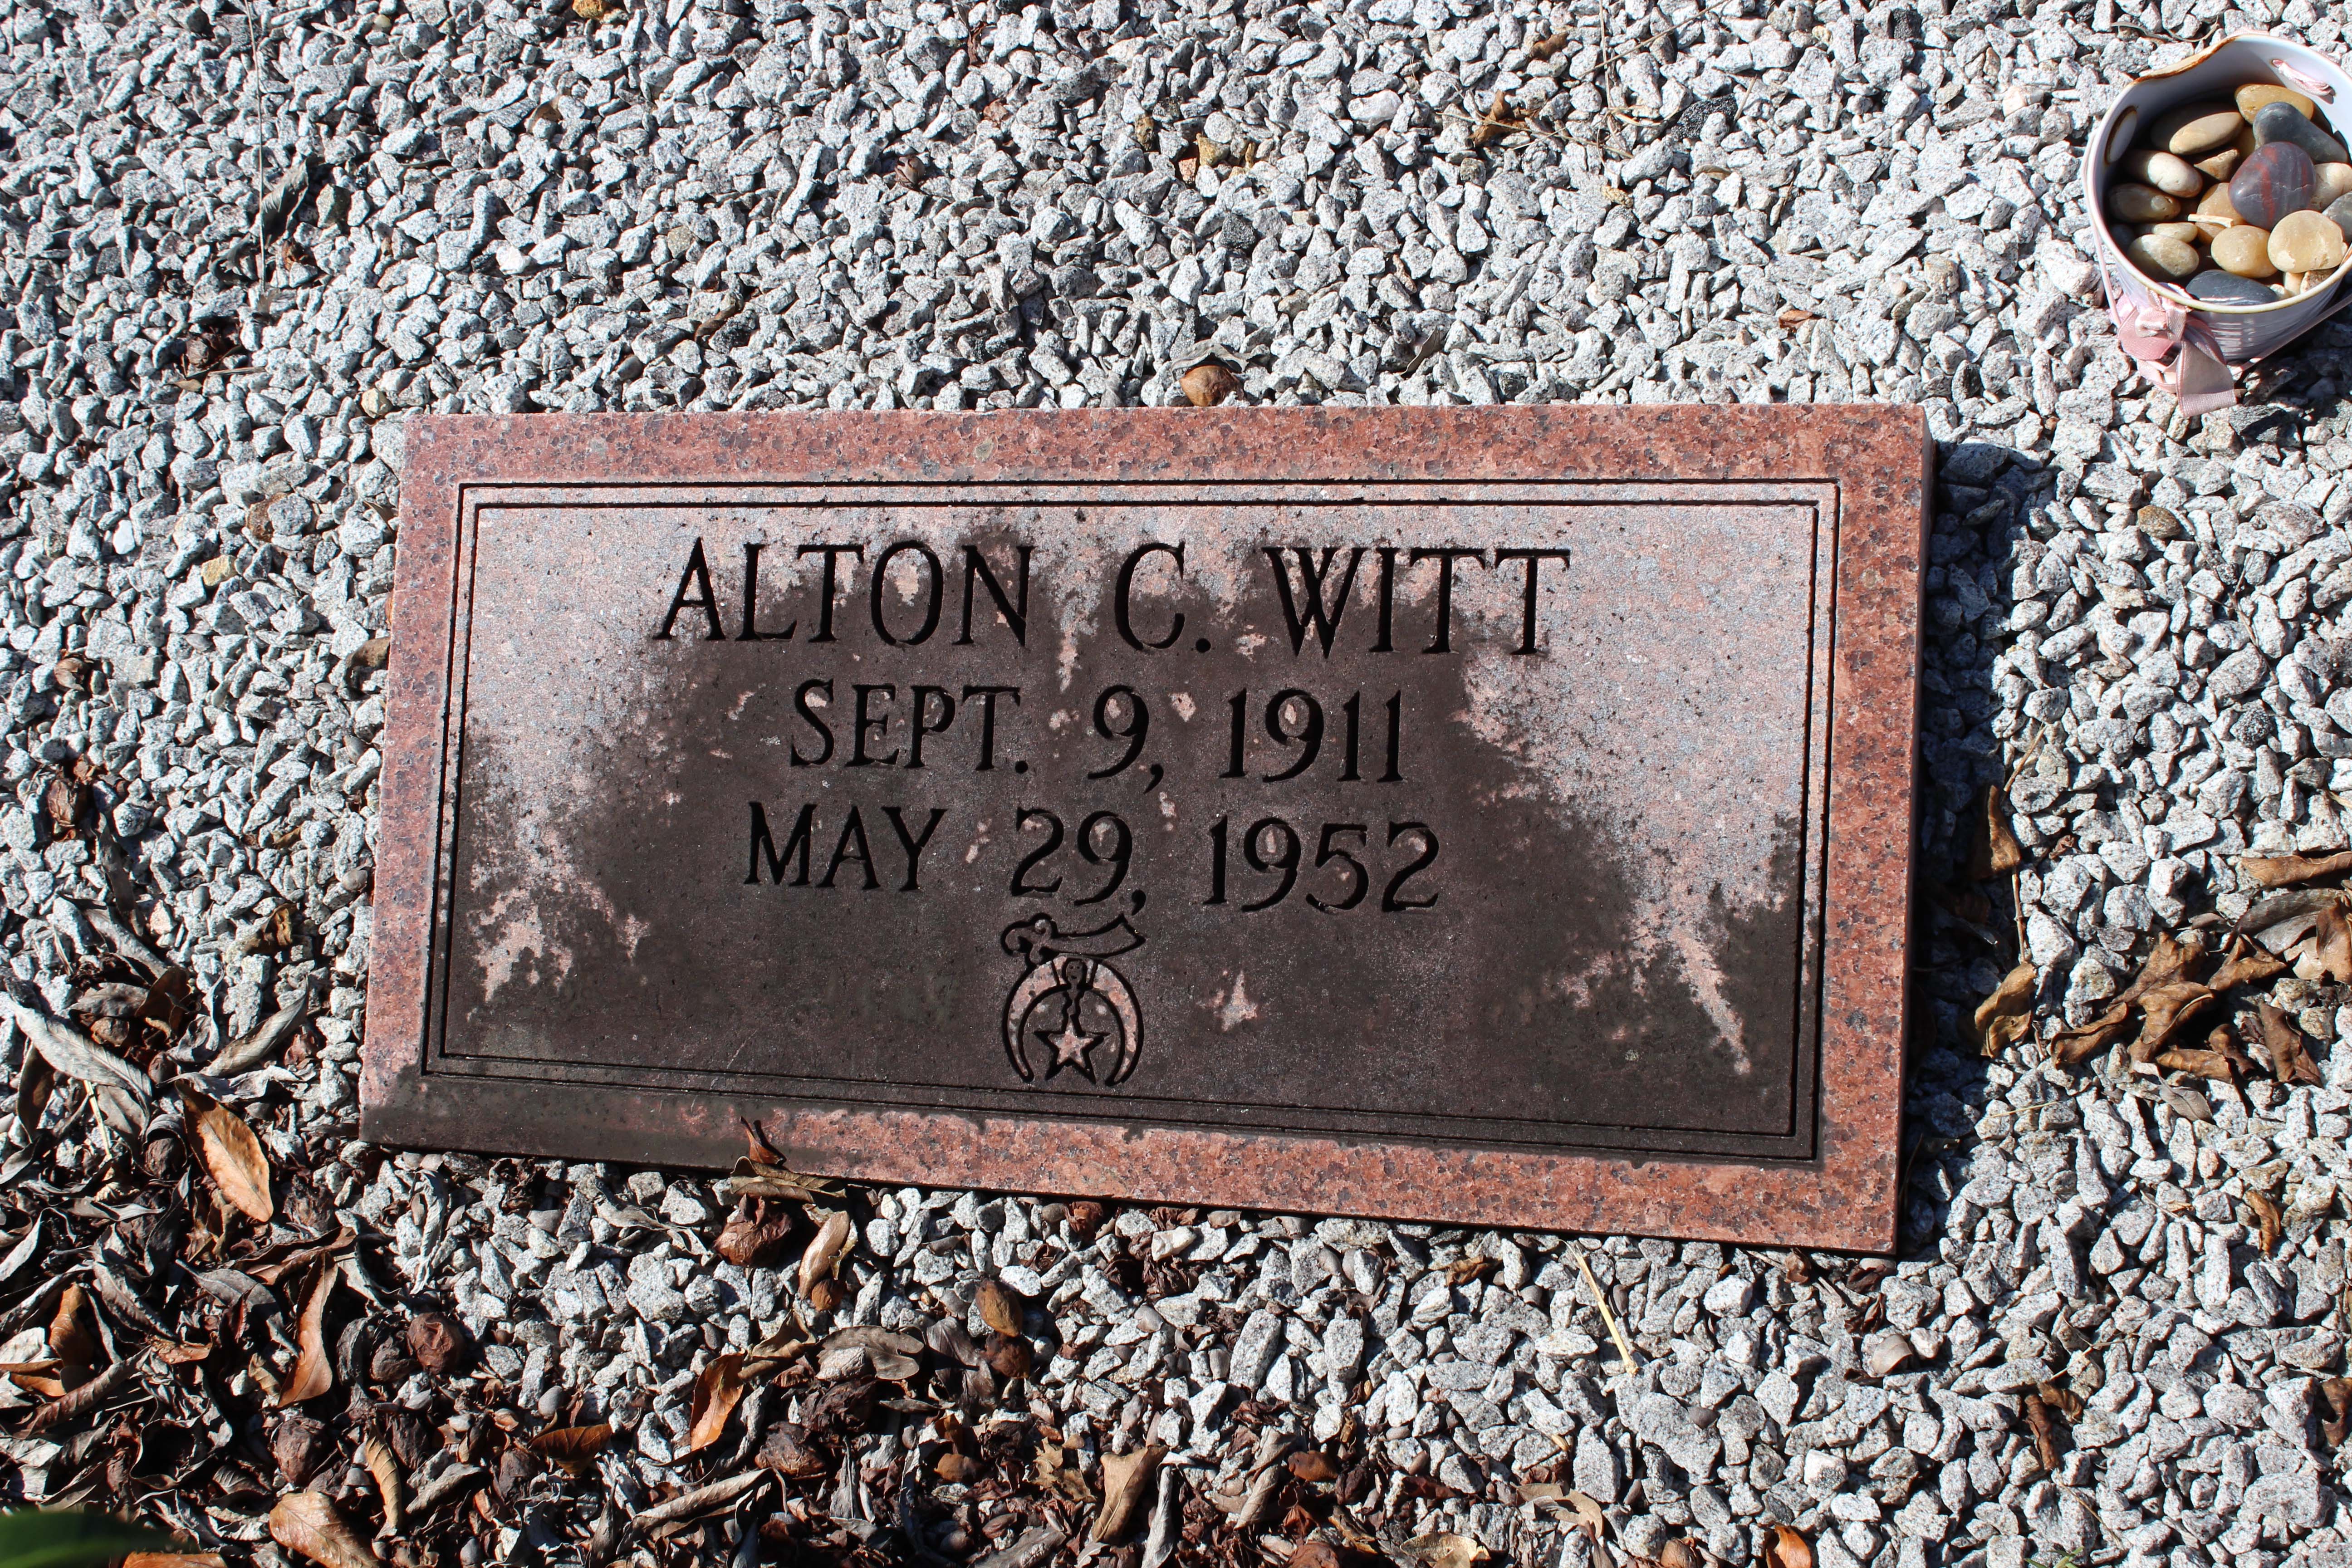 ALTON C. WITT
SEPT. 9, 1911
MAY 29, 1952